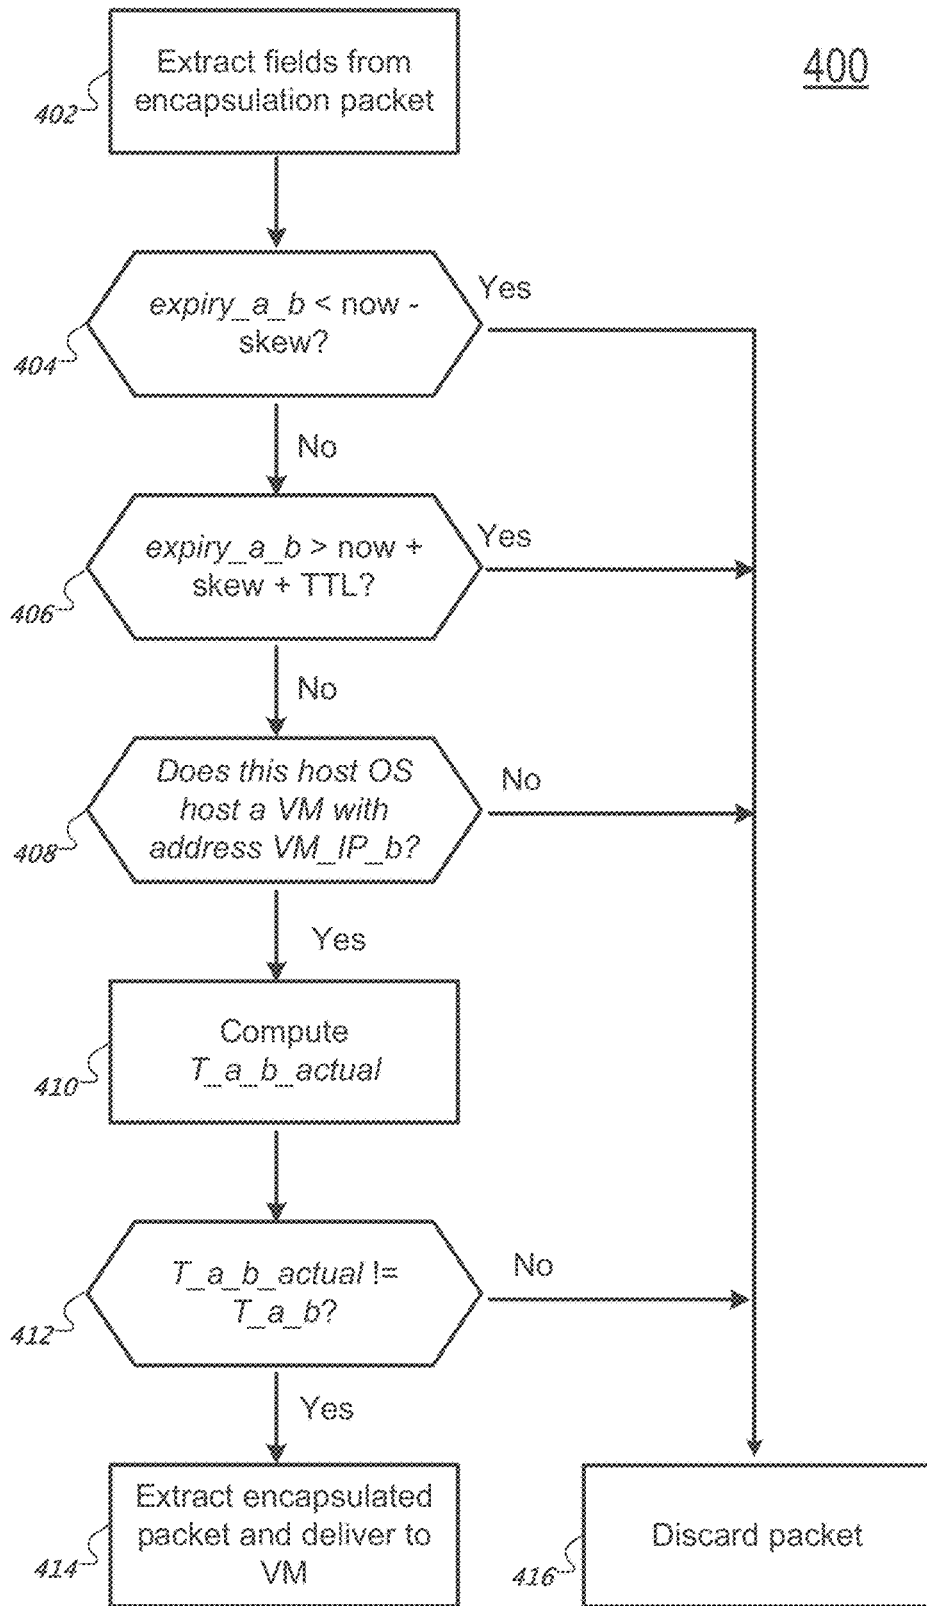 400
Extract fields from
encapsulation packet
402
expiry_a_b < now -
skew?
Yes
404
No
expiry_a_b > now +
skew + TTL?
Yes
406
No
Does this host OS
host a VM with
address VM_IP_b?
No
408
Yes
Compute
T_a_b_actual
410
T_a_b_actual !=
T_a_b?
No
412
Yes
Extract encapsulated
packet and deliver to
VM
414
Discard packet
416